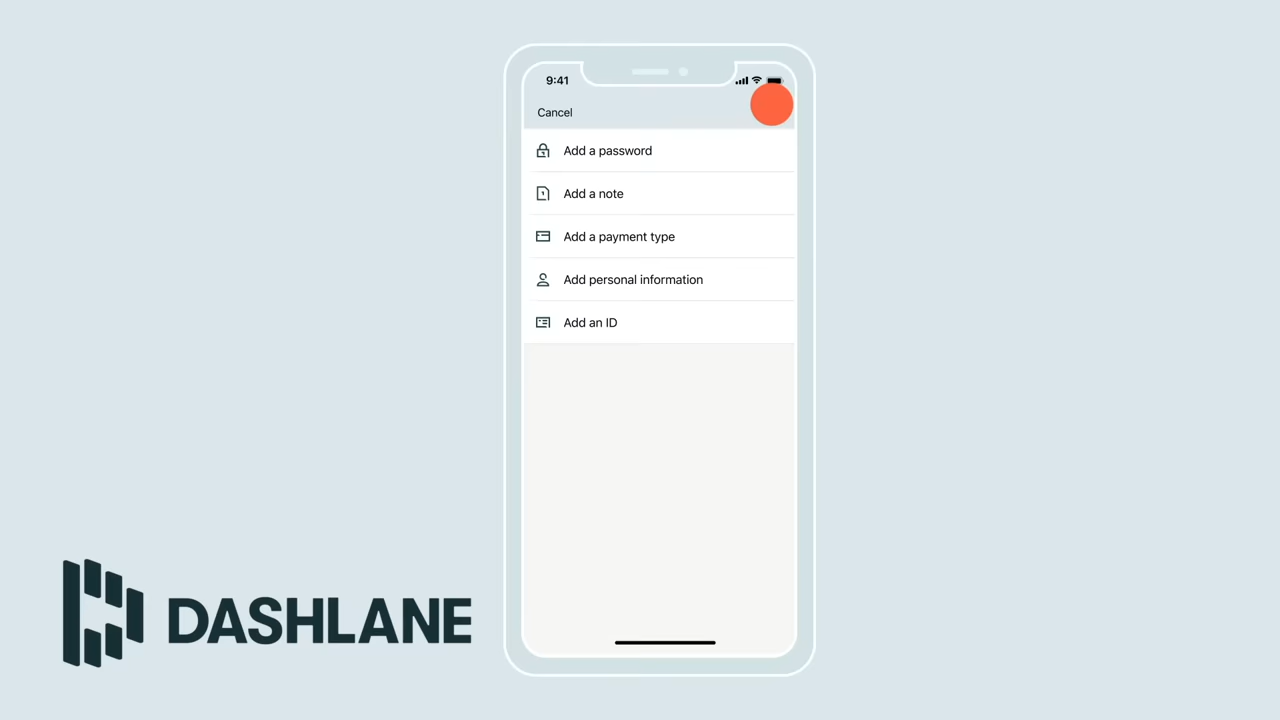 9:41
Cancel
Add a password
Add a note
Add a payment type
Add personal information
Add an ID
DASHLANE